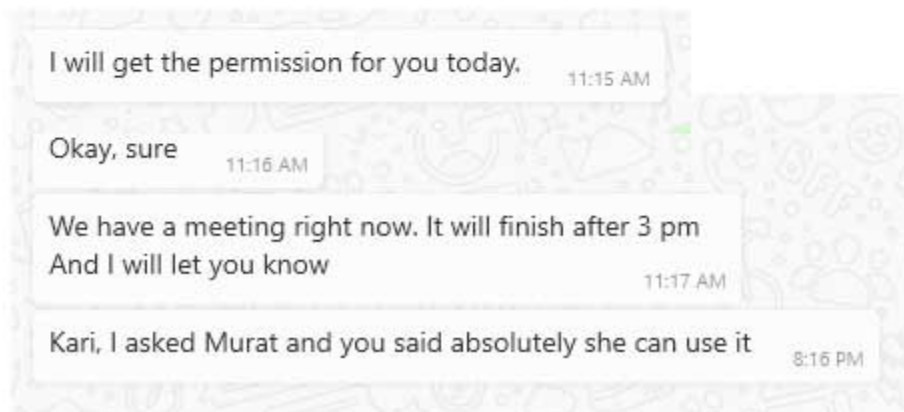 I will get the permission for you today.
11:15 AM
Okay, sure
11:16 AM
We have a meeting right now. It will finish after 3 pm
And I will let you know
11:17 AM
Kari, I asked Murat and you said absolutely she can use it
8:16 PM